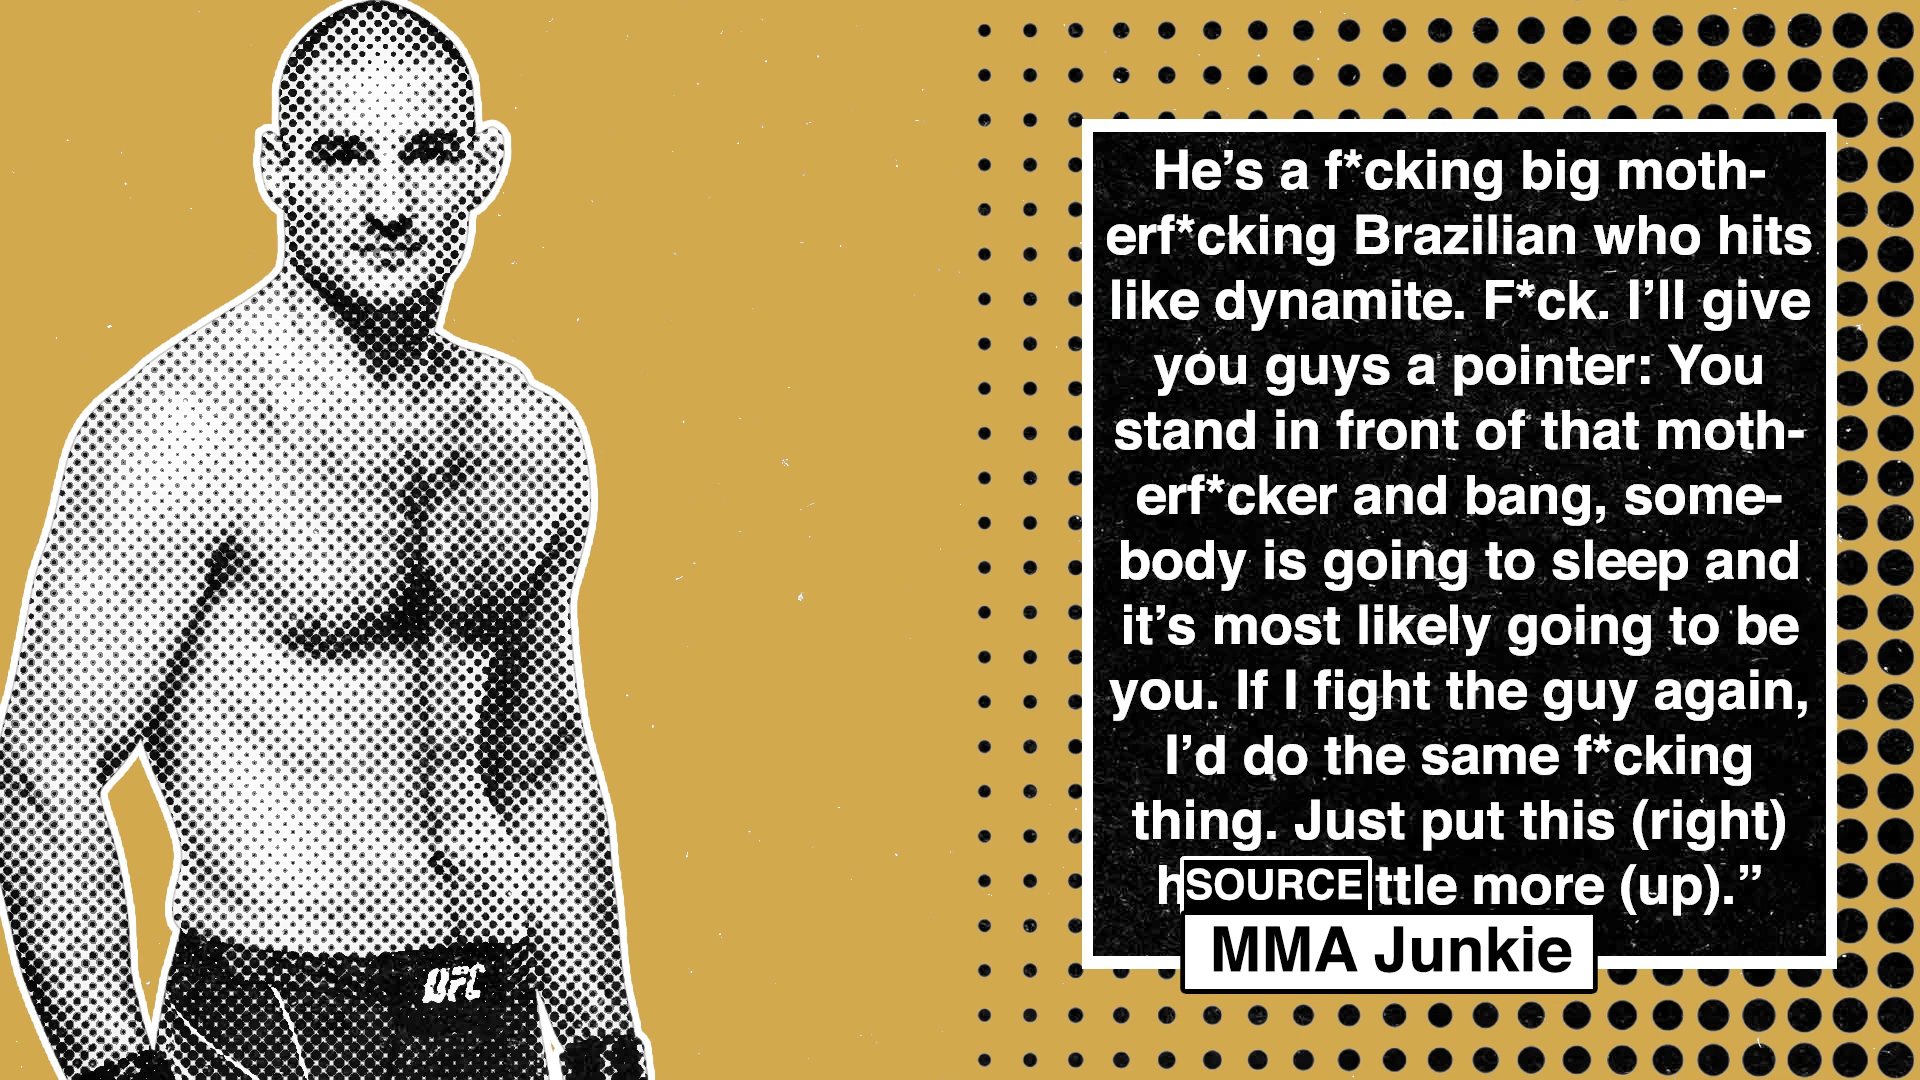 He’s a f*cking big moth-
erf*cking Brazilian who hits
like dynamite. F*ck. I’ll give
you guys a pointer: You
stand in front of that moth-
erf*cker and bang, some-
body is going to sleep and
it’s most likely going to be
you. If I fight the guy again,
I’d do the same f*cking
thing. Just put this (right)
more (up).”
SOURCE
MMA Junkie
UFC